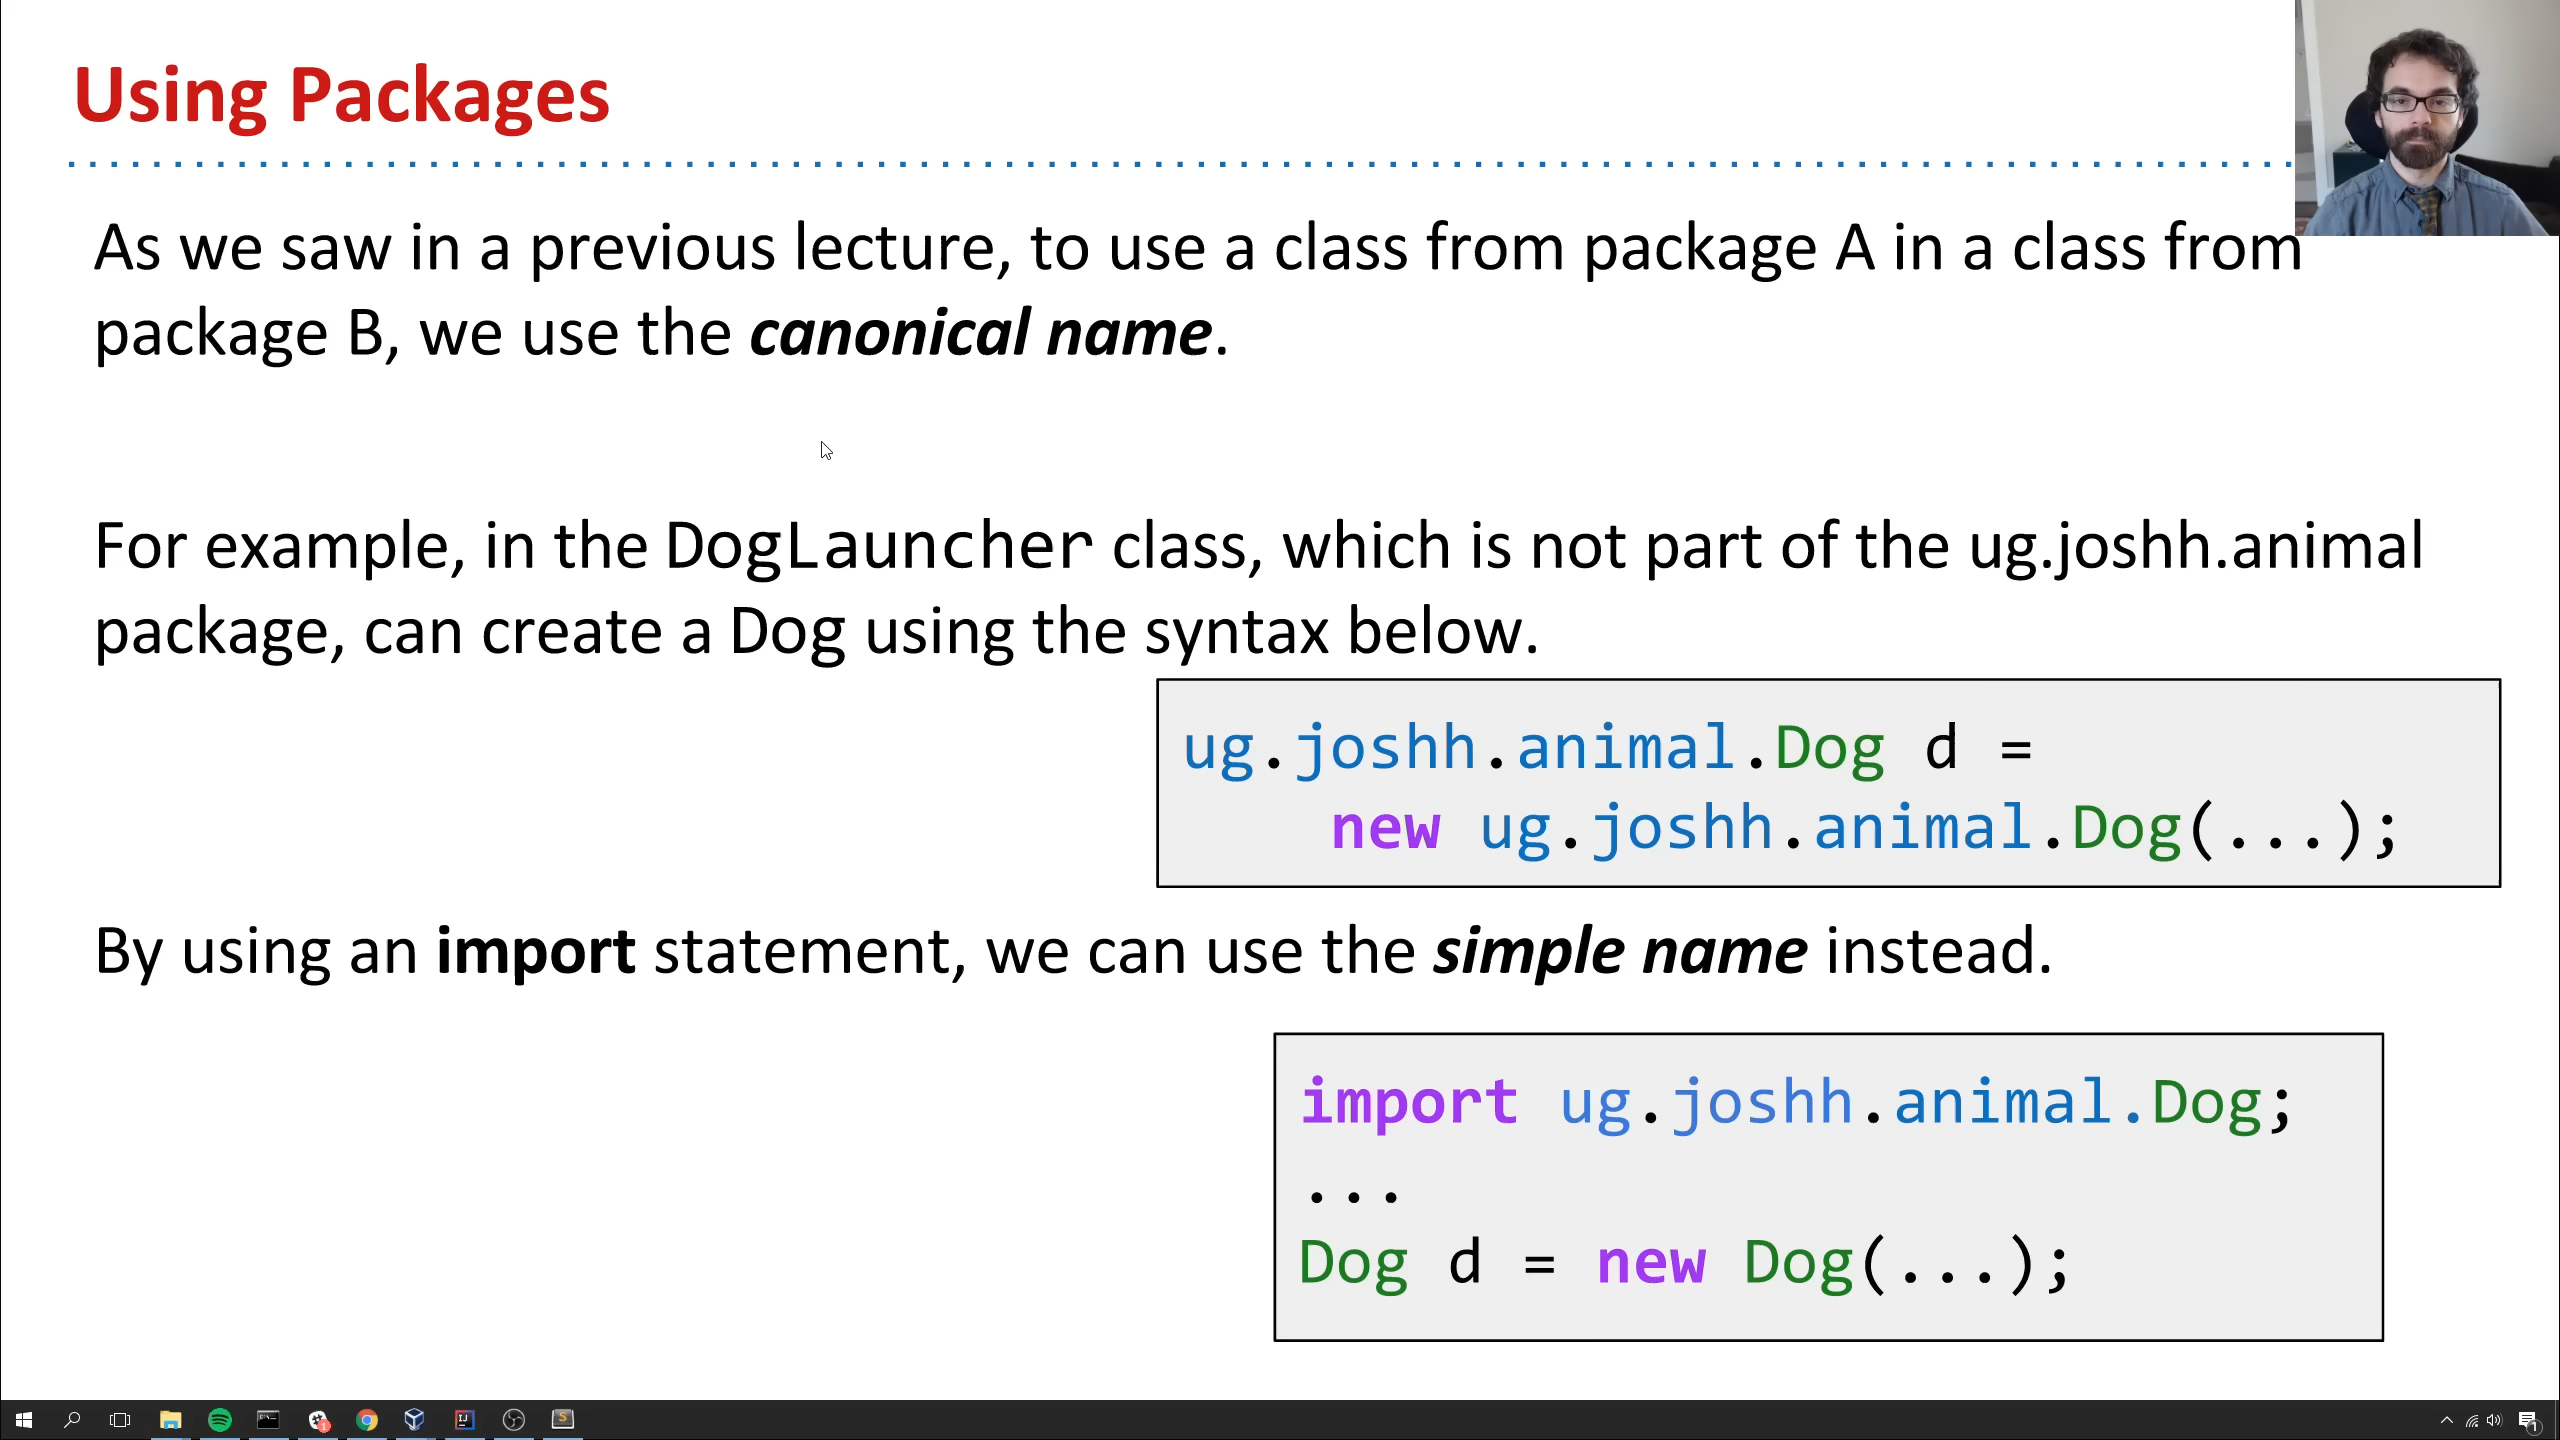 Using Packages
As we saw in a previous lecture, to use a class from package A in a class from
package B, we use the canonical name.
For example, in the DogLauncher class, which is not part of the ug.joshh.animal
package, can create a Dog using the syntax below.
ug.joshh.animal.Dog d =
new ug.joshh.animal.Dog(...);
By using an import statement, we can use the simple name instead.
import ug.joshh.animal.Dog;
...
Dog d = new Dog(...);